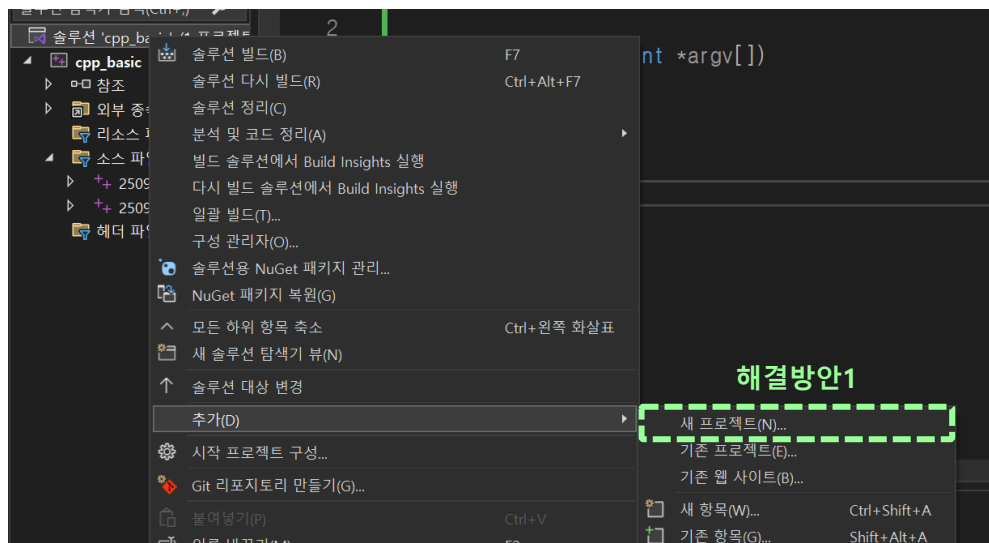 2
솔루션 'cpp_ba
cpp_basic
nt *argv[])
참조
외부 종
리소스
소스 파
2509
2509
헤더 파
솔루션 빌드(B) F7
솔루션 다시 빌드(R) Ctrl+Alt+F7
솔루션 정리(C)
분석 및 코드 정리(A)
빌드 솔루션에서 Build Insights 실행
다시 빌드 솔루션에서 Build Insights 실행
일괄 빌드(T)...
구성 관리자(O)...
솔루션용 NuGet 패키지 관리...
NuGet 패키지 복원(G)
모든 하위 항목 축소 Ctrl+왼쪽 화살표
새 솔루션 탐색기 뷰(N)
솔루션 대상 변경
추가(D)
시작 프로젝트 구성...
Git 리포지토리 만들기(G)...
붙여넣기(P) Ctrl+V
해결방안1
새 프로젝트(N)...
기존 프로젝트(E)...
기존 웹 사이트(B)...
새 항목(W)... Ctrl+Shift+A
기존 항목(G)... Shift+Alt+A